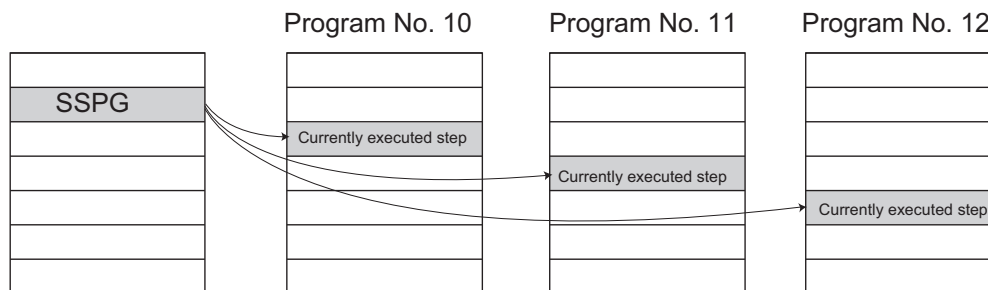 Program No. 10 Program No. 11 Program No. 12
SSPG
Currently executed step
Currently executed step
Currently executed step